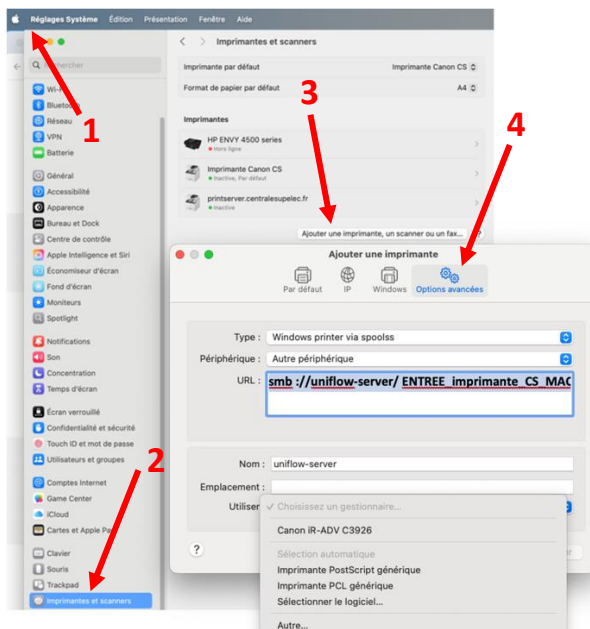 Réglages Système Édition Présentation Fenêtre Aide
Imprimantes et scanners
Rechercher
Imprimante par défaut Imprimante Canon CS
Format de papier par défaut A4
Wi-Fi
Bluetooth
Réseau
VPN
Batterie
1
3
4
Imprimantes
HP ENVY 4500 series
Hors ligne
Imprimante Canon CS
Inactive, Par défaut
printserver.centralesupelec.fr
Inactive
Ajouter une imprimante, un scanner ou un fax... ?
Général
Accessibilité
Apparence
Bureau et Dock
Centre de contrôle
Apple Intelligence et Siri
Économiseur d'écran
Fond d'écran
Moniteurs
Spotlight
Notifications
Son
Concentration
Temps d'écran
Écran verrouillé
Confidentialité et sécurité
Touch ID et mot de passe
Utilisateurs et groupes
2
Comptes Internet
Game Center
iCloud
Cartes et Apple Pay
Clavier
Souris
Trackpad
Imprimantes et scanners
Ajouter une imprimante
Par défaut IP Windows Options avancées
Type : Windows printer via spoolss
Périphérique : Autre périphérique
URL : smb ://uniflow-server/ ENTREE_imprimante_CS_MAC
Nom : uniflow-server
Emplacement :
Utiliser ✓ Choisissez un gestionnaire...
Canon iR-ADV C3926
?
Sélection automatique
Imprimante PostScript générique
Imprimante PCL générique
Sélectionner le logiciel...
Autre...